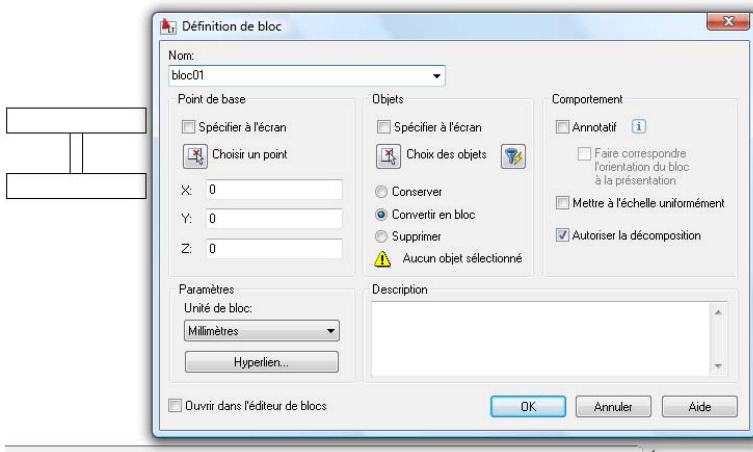 Définition de bloc
Nom:
bloc01
Point de base
Spécifier à l'écran
Choisir un point
X: 0
Y: 0
Z: 0
Objets
Spécifier à l'écran
Choix des objets
Conserver
Convertir en bloc
Supprimer
Aucun objet sélectionné
Comportement
Annotatif
Faire correspondre
l'orientation du bloc
à la présentation
Mettre à l'échelle uniformément
Autoriser la décomposition
Paramètres
Unité de bloc:
Millimètres
Hyperlien...
Description
Ouvrir dans l'éditeur de blocs
OK Annuler Aide